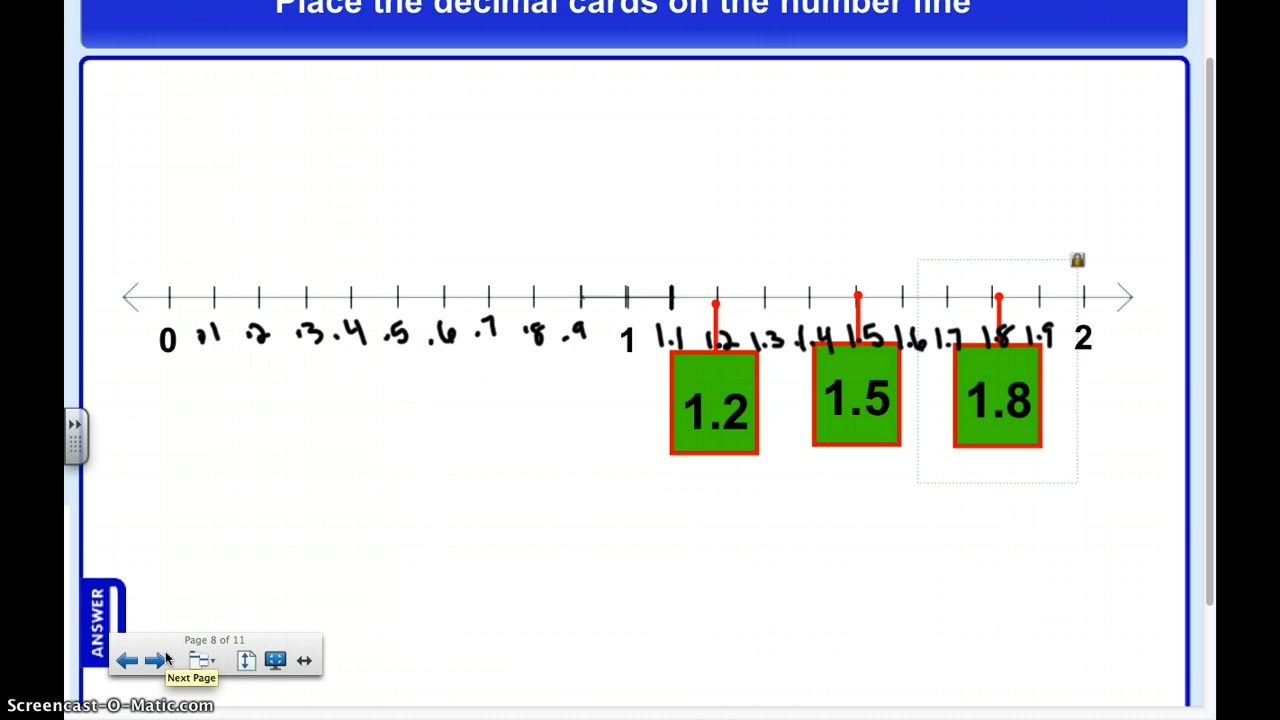 Place the decimal cards on the number line
0 .1 .2 .3 .4 .5 .6 .7 .8 .9 1 1.1 1.2 1.3 1.4 1.5 1.6 1.7 1.8 1.9 2
1.2 1.5 1.8
ANSWER
Page 8 of 11
Next Page
Screencast-O-Matic.com